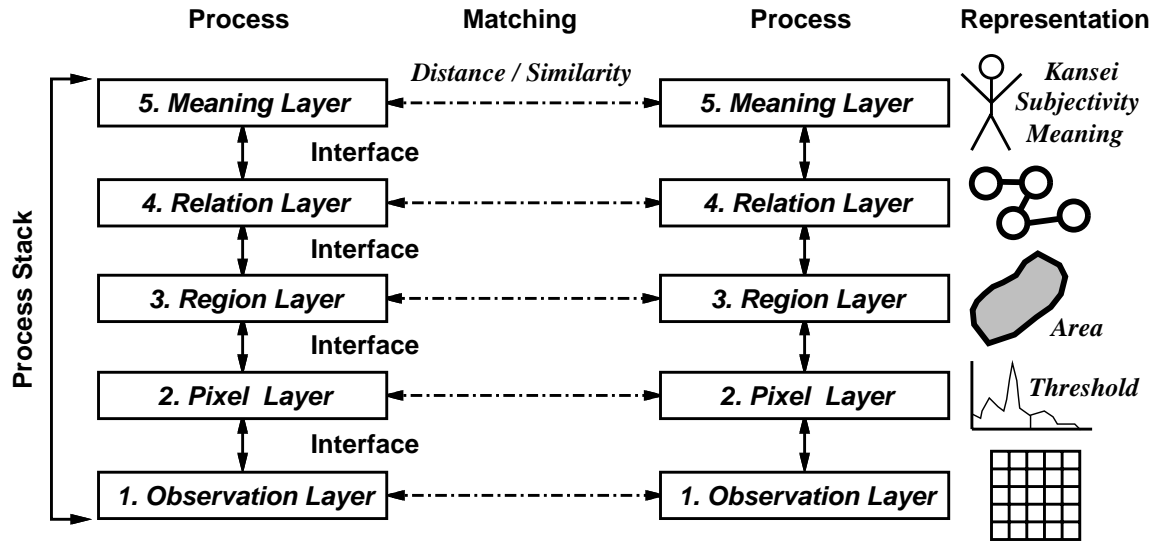 Process Matching Process Representation
Distance / Similarity
5. Meaning Layer 5. Meaning Layer
Kansei
Subjectivity
Meaning
Interface
4. Relation Layer 4. Relation Layer
Interface
3. Region Layer 3. Region Layer
Area
Interface
2. Pixel Layer 2. Pixel Layer
Threshold
Interface
1. Observation Layer 1. Observation Layer
Process Stack